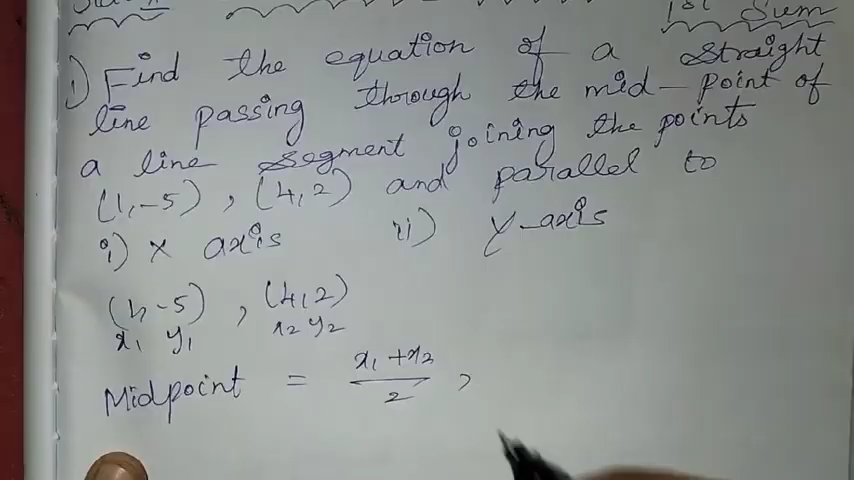 1st Sum
1) Find the equation of a straight
line passing through the mid-point of
a line segment joining the points
(1,-5), (4,2) and parallel to
i) X axis ii) Y-axis
(1,-5), (4,2)
x₁ y₁ x₂ y₂
Midpoint = x₁ + x₂ / 2 ,